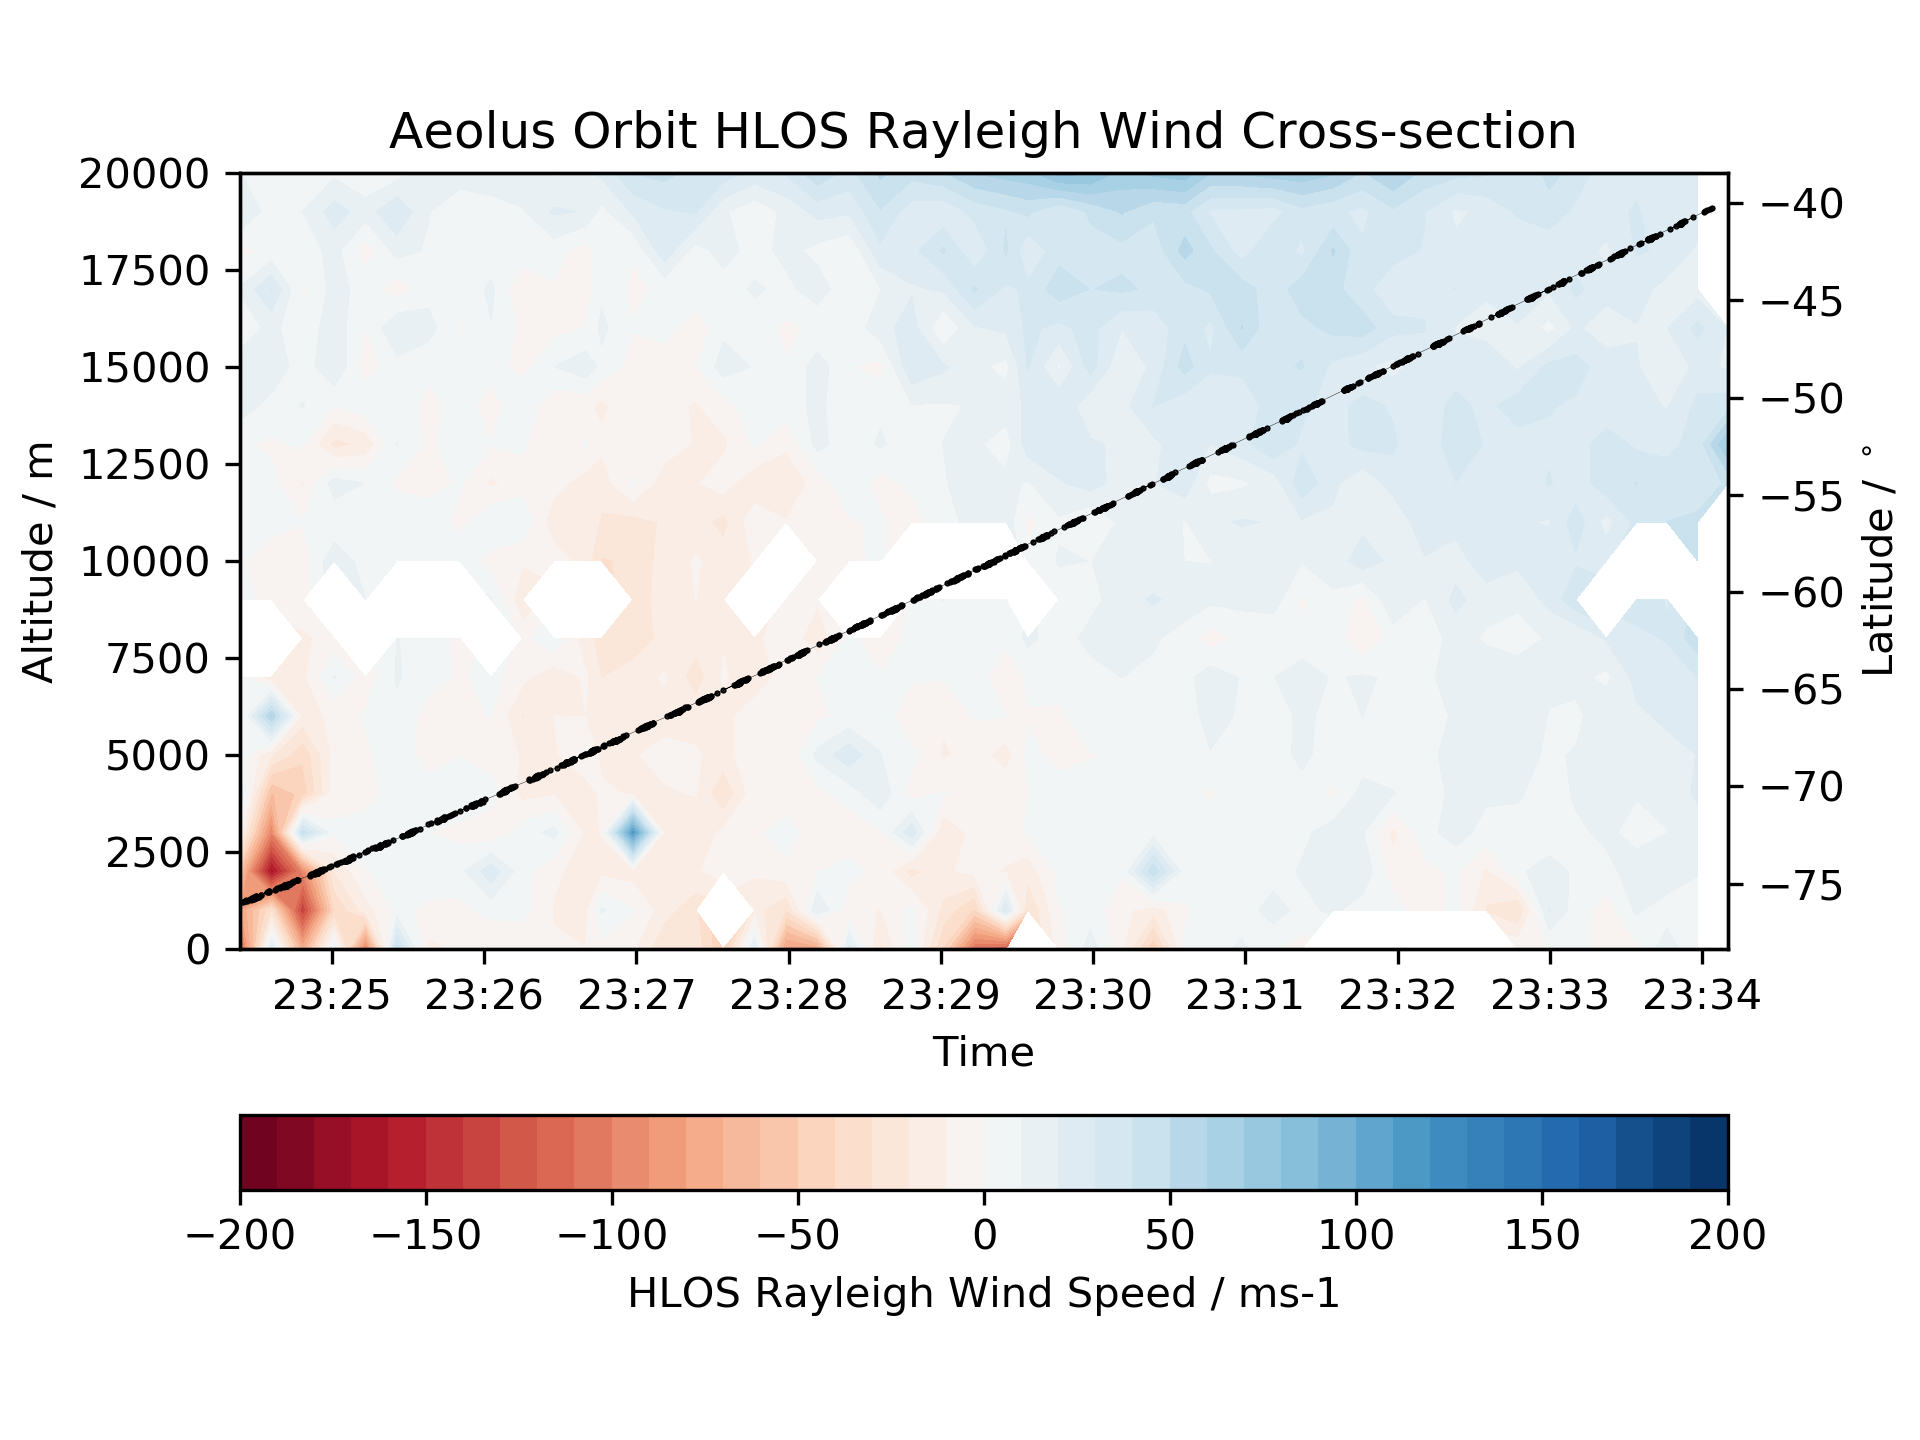 Aeolus Orbit HLOS Rayleigh Wind Cross-section
20000
17500
15000
12500
10000
7500
5000
2500
0
Altitude / m
−40
−45
−50
−55
−60
−65
−70
−75
Latitude / °
23:25 23:26 23:27 23:28 23:29 23:30 23:31 23:32 23:33 23:34
Time
−200 −150 −100 −50 0 50 100 150 200
HLOS Rayleigh Wind Speed / ms-1